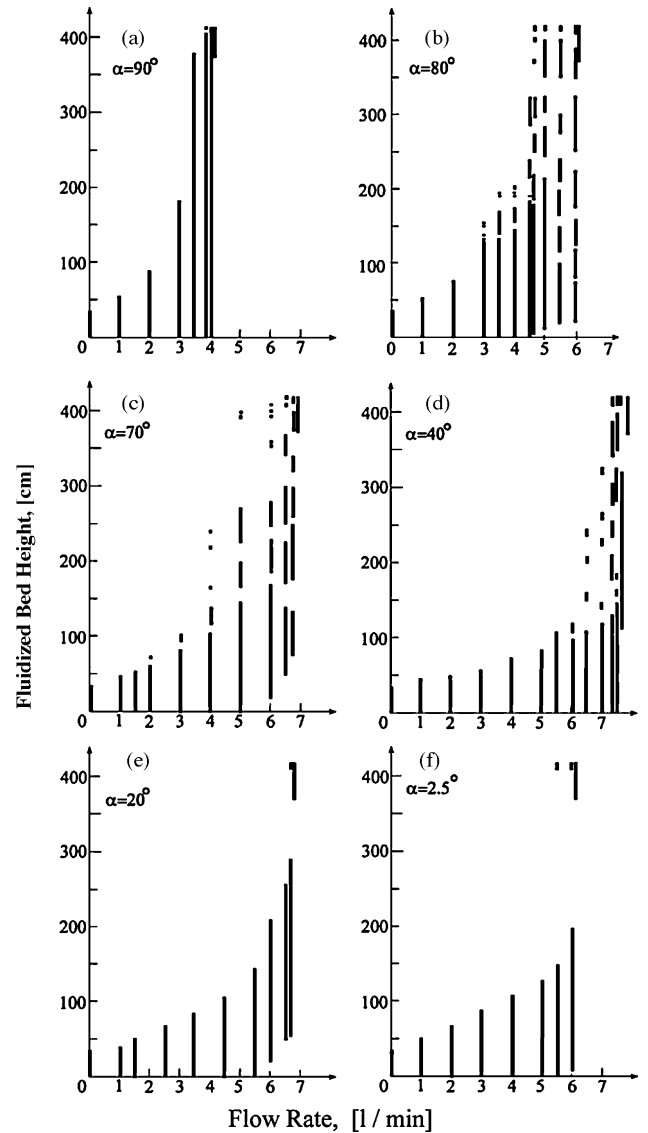 (a)
α=90°
400
300
200
100
0 1 2 3 4 5 6 7
(b)
α=80°
400
300
200
100
0 1 2 3 4 5 6 7
(c)
α=70°
400
300
200
100
0 1 2 3 4 5 6 7
(d)
α=40°
400
300
200
100
0 1 2 3 4 5 6 7
(e)
α=20°
400
300
200
100
0 1 2 3 4 5 6 7
(f)
α=2.5°
400
300
200
100
0 1 2 3 4 5 6 7
Fluidized Bed Height, [cm]
Flow Rate, [l / min]